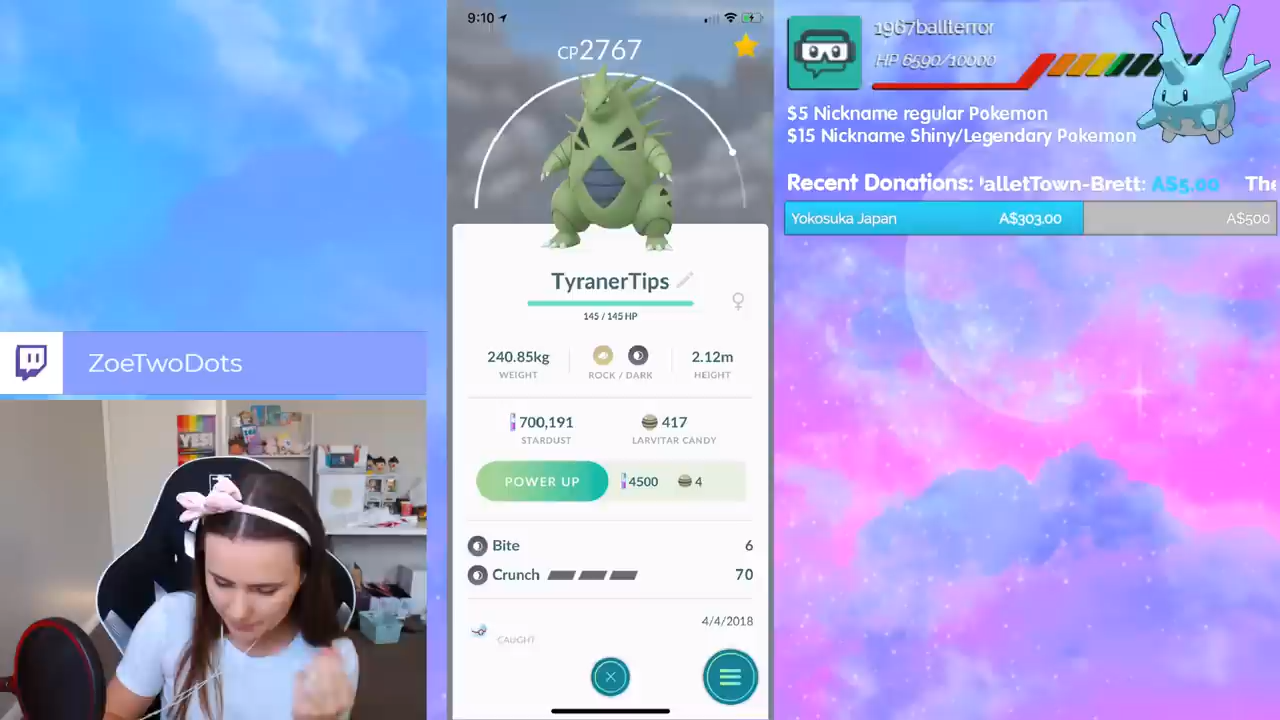 ZoeTwoDots
YES!
9:10
CP2767
TyranerTips
145 / 145 HP
240.85kg
WEIGHT
ROCK / DARK
2.12m
HEIGHT
700,191
STARDUST
417
LARVITAR CANDY
POWER UP
4500
4
Bite
6
Crunch
70
4/4/2018
CAUGHT
1967ballterror
HP 6590/10000
$5 Nickname regular Pokemon
$15 Nickname Shiny/Legendary Pokemon
Recent Donations: alletTown-Brett: A$5.00 The
Yokosuka Japan A$303.00 A$500